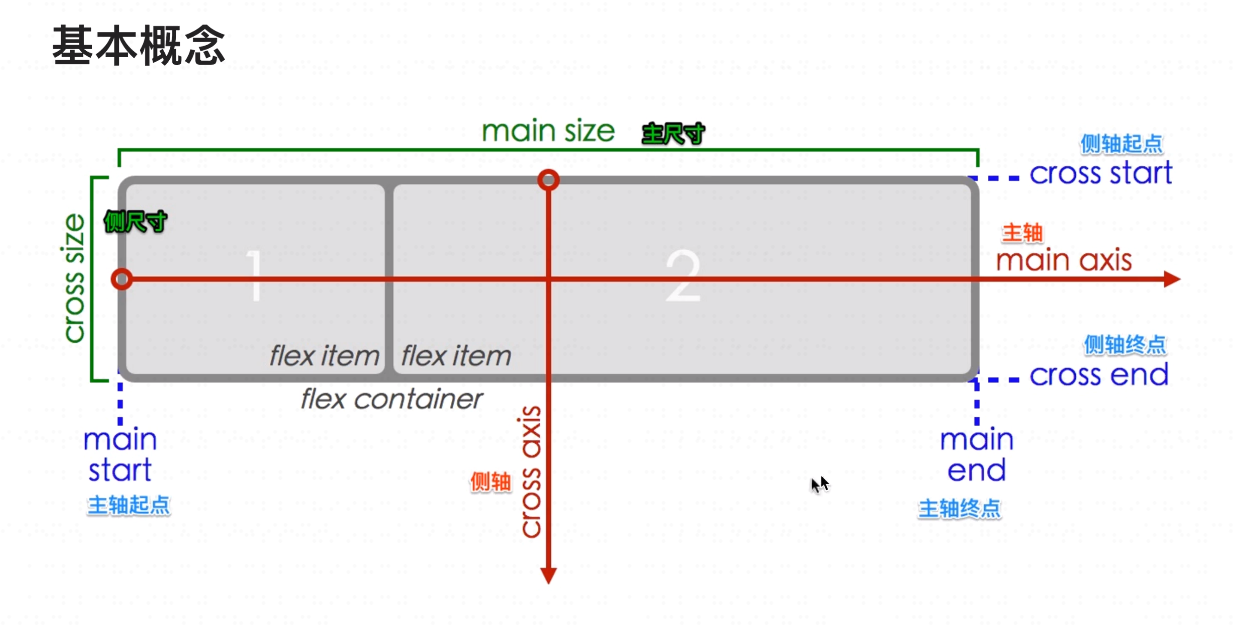 基本概念
main size 主尺寸
侧轴起点
cross start
侧尺寸
cross size
主轴
main axis
1
2
flex item
flex item
侧轴终点
cross end
flex container
cross axis
侧轴
main
start
主轴起点
main
end
主轴终点